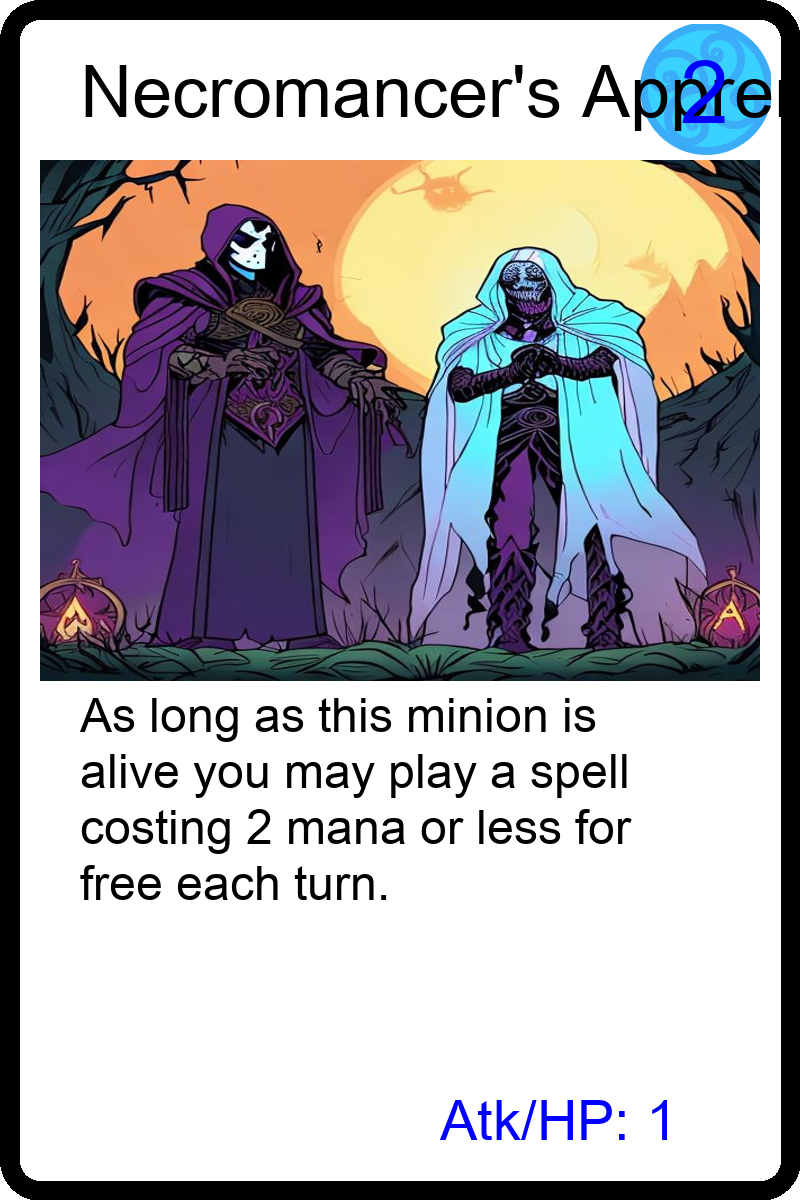 Necromancer's Appre
2
As long as this minion is
alive you may play a spell
costing 2 mana or less for
free each turn.
Atk/HP: 1